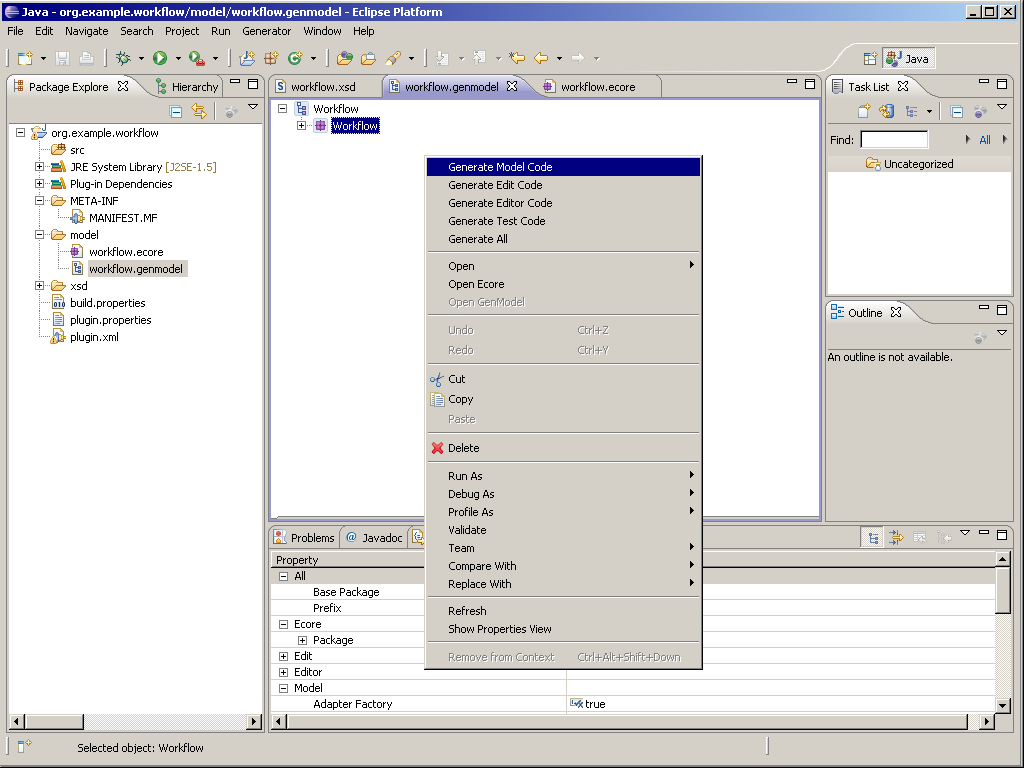 Java - org.example.workflow/model/workflow.genmodel - Eclipse Platform
File Edit Navigate Search Project Run Generator Window Help
Java
Package Explore Hierarchy
org.example.workflow
src
JRE System Library [J2SE-1.5]
Plug-in Dependencies
META-INF
MANIFEST.MF
model
workflow.ecore
workflow.genmodel
xsd
build.properties
plugin.properties
plugin.xml
workflow.xsd workflow.genmodel workflow.ecore
Workflow
Workflow
Generate Model Code
Generate Edit Code
Generate Editor Code
Generate Test Code
Generate All
Open
Open Ecore
Open GenModel
Undo Ctrl+Z
Redo Ctrl+Y
Cut
Copy
Paste
Delete
Run As
Debug As
Profile As
Validate
Team
Compare With
Replace With
Refresh
Show Properties View
Remove from Context Ctrl+Alt+Shift+Down
Task List
Find: All
Uncategorized
Outline
An outline is not available.
Problems @ Javadoc
Property
All
Base Package
Prefix
Ecore
Package
Edit
Editor
Model
Adapter Factory true
Selected object: Workflow